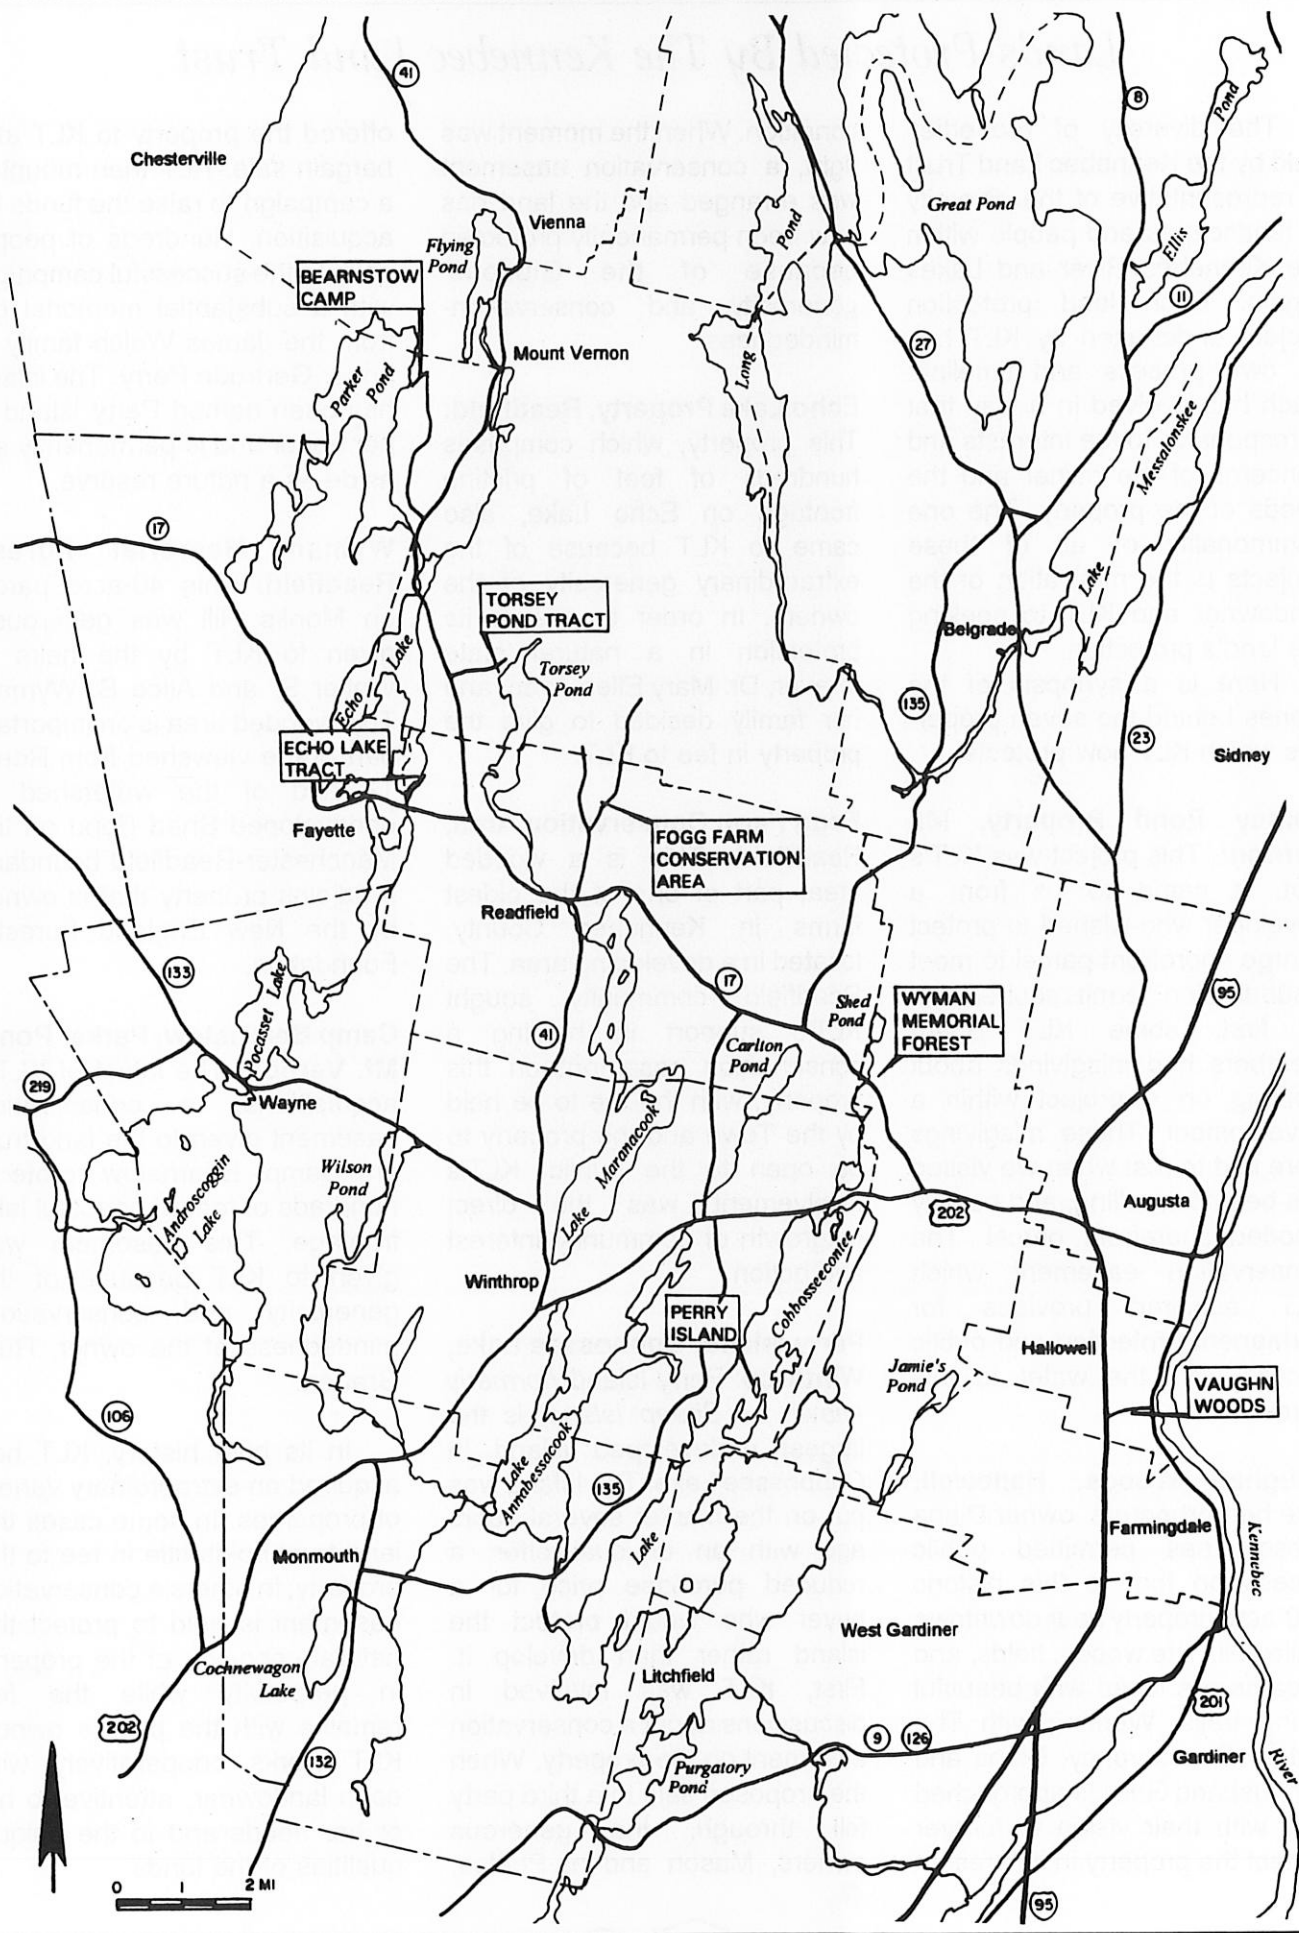 41
8
Chesterville
Pond
Great Pond
Vienna
Flying
Pond
Pond
Ellis
BEARNSTOW
CAMP
11
27
Mount Vernon
Long
Parker
Pond
Messalonskee
17
TORSEY
POND TRACT
Lake
Belgrade
Torsey
Pond
Echo Lake
135
23
ECHO LAKE
TRACT
Sidney
Fayette
FOGG FARM
CONSERVATION
AREA
Readfield
133
17
95
Pocasset Lake
Shed
Pond
WYMAN
MEMORIAL
FOREST
41
Carlton
Pond
219
Wayne
Lake Maranacook
Wilson
Pond
Androscoggin
Lake
202
Augusta
Winthrop
PERRY
ISLAND
Cobbosseecontee
Hallowell
Jamie's
Pond
VAUGHN
WOODS
106
Lake
Annabessacook
135
Lake
Farmingdale
Kennebec
Monmouth
West Gardiner
Cochnewagon
Lake
Litchfield
202
201
9
126
132
Purgatory
Pond
Gardiner
River
0 1 2 MI
95